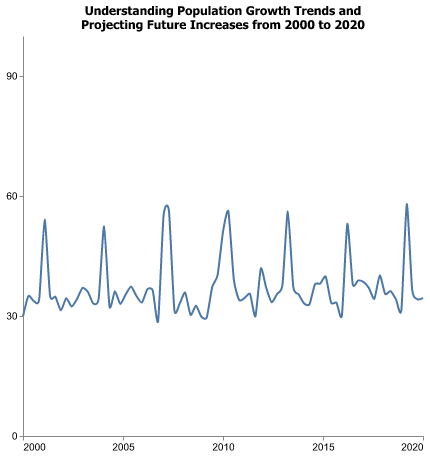 Understanding Population Growth Trends and
Projecting Future Increases from 2000 to 2020
90
60
30
0
2000 2005 2010 2015 2020